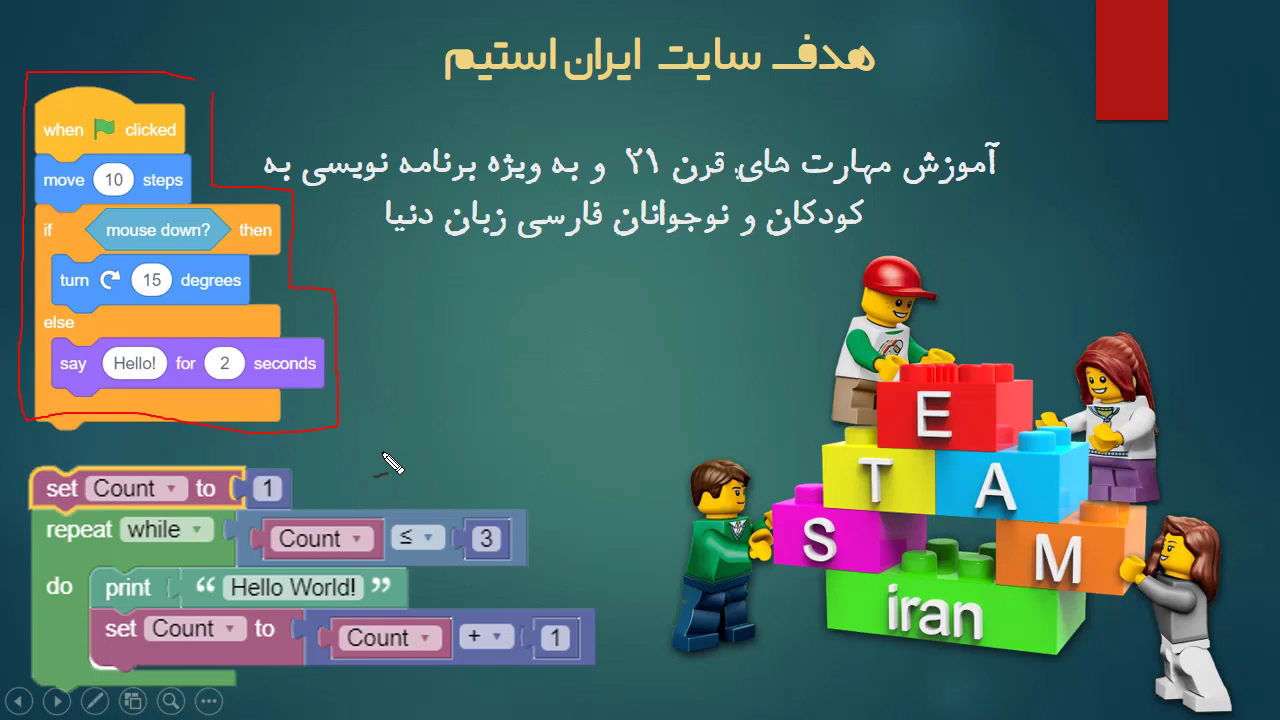 هدف سایت ایران استیم
آموزش مهارت های قرن ۲۱ و به ویژه برنامه نویسی به
کودکان و نوجوانان فارسی زبان دنیا
when clicked
move 10 steps
if mouse down? then
turn 15 degrees
else
say Hello! for 2 seconds
set Count to 1
repeat while Count ≤ 3
do print “ Hello World! ”
set Count to Count + 1
E
T A
S M
iran